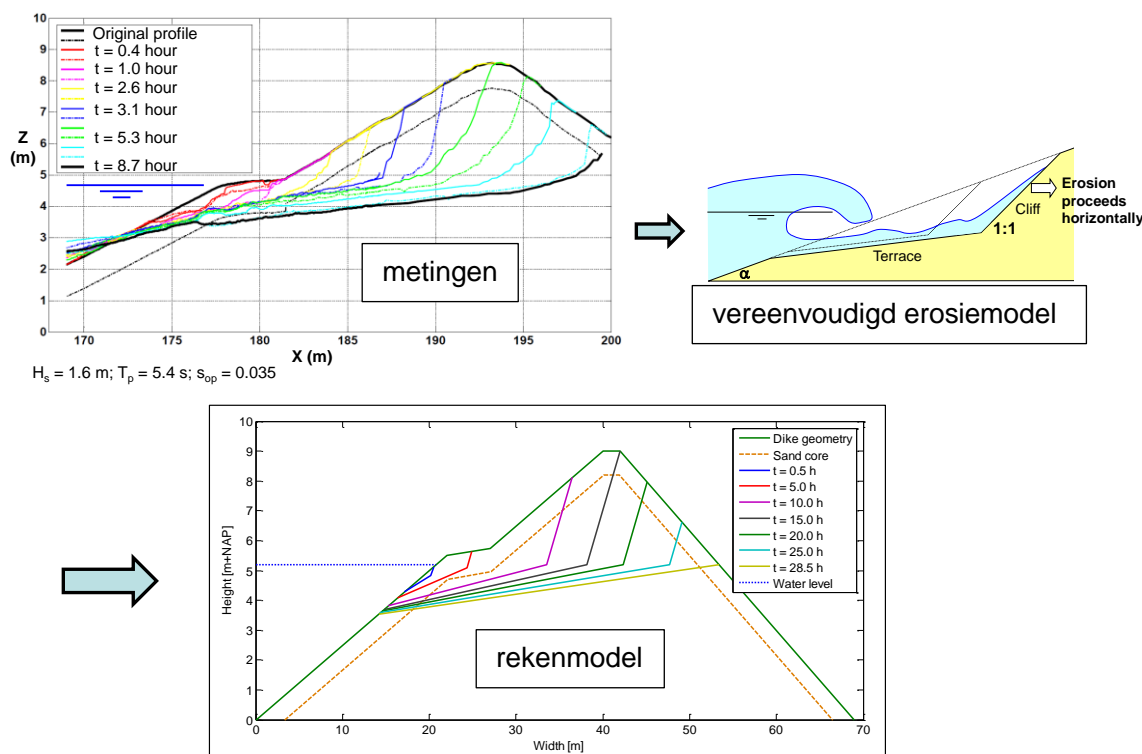 10
9
8
7
6
5
4
3
2
1
0
Z
(m)
Original profile
t = 0.4 hour
t = 1.0 hour
t = 2.6 hour
t = 3.1 hour
t = 5.3 hour
t = 8.7 hour
metingen
170 175 180 185 190 195 200
X (m)
H_s = 1.6 m; T_p = 5.4 s; s_op = 0.035
Erosion
proceeds
horizontally
Cliff
1:1
Terrace
α
vereenvoudigd erosiemodel
10
9
8
7
6
5
4
3
2
1
0
Height [m+NAP]
Dike geometry
Sand core
t = 0.5 h
t = 5.0 h
t = 10.0 h
t = 15.0 h
t = 20.0 h
t = 25.0 h
t = 28.5 h
Water level
rekenmodel
0 10 20 30 40 50 60 70
Width [m]